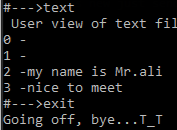 #--->text
User view of text fil
0 -
1 -
2 -my name is Mr.ali
3 -nice to meet
#--->exit
Going off, bye...T_T